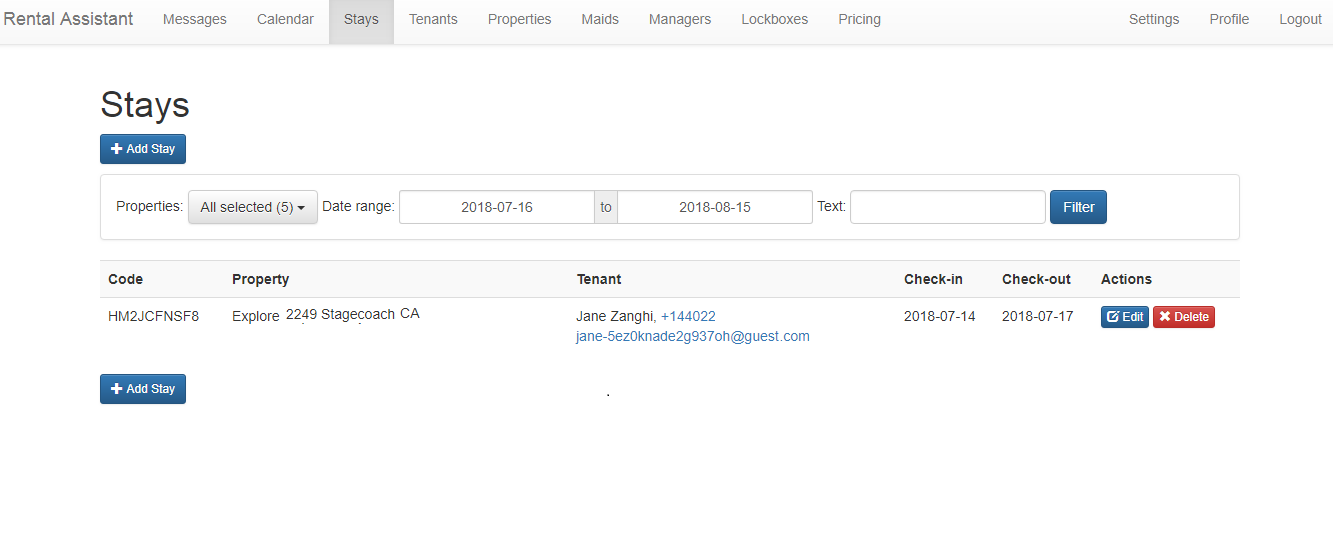 Rental Assistant Messages Calendar Stays Tenants Properties Maids Managers Lockboxes Pricing Settings Profile Logout
Stays
Add Stay
Properties: All selected (5) Date range: 2018-07-16 to 2018-08-15 Text: Filter
Code Property Tenant Check-in Check-out Actions
HM2JCFNSF8 Explore 2249 Stagecoach CA Jane Zanghi, +144022 2018-07-14 2018-07-17 Edit Delete
jane-5ez0knade2g937oh@guest.com
Add Stay